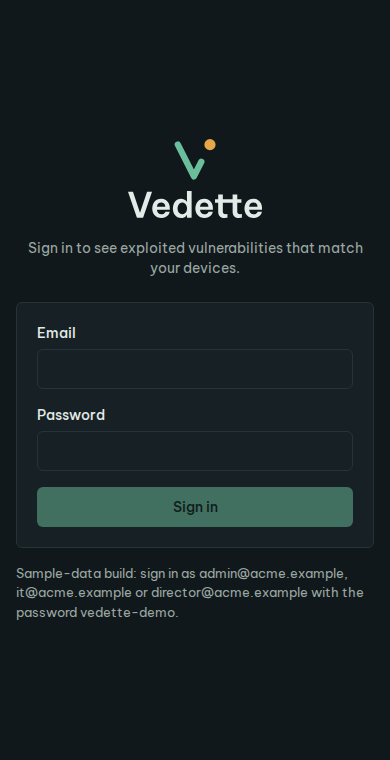 Vedette
Sign in to see exploited vulnerabilities that match
your devices.
Email
Password
Sign in
Sample-data build: sign in as admin@acme.example,
it@acme.example or director@acme.example with the
password vedette-demo.